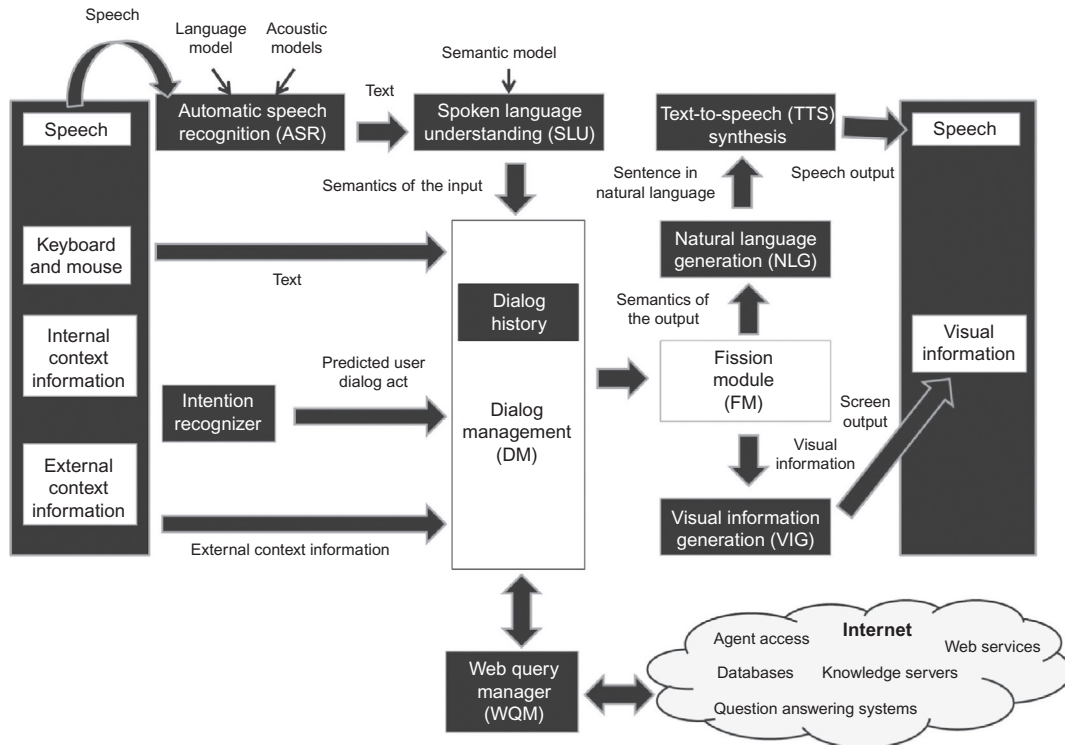 Speech
Language
model
Acoustic
models
Semantic model
Text
Speech
Automatic speech
recognition (ASR)
Spoken language
understanding (SLU)
Text-to-speech (TTS)
synthesis
Speech
Semantics of the input
Sentence in
natural language
Speech output
Keyboard
and mouse
Text
Natural language
generation (NLG)
Dialog
history
Semantics of
the output
Internal
context
information
Visual
information
Predicted user
dialog act
Fission
module
(FM)
Intention
recognizer
Dialog
management
(DM)
Screen
output
Visual
information
External
context
information
External context information
Visual information
generation (VIG)
Web query
manager
(WQM)
Internet
Agent access
Web services
Databases
Knowledge servers
Question answering systems